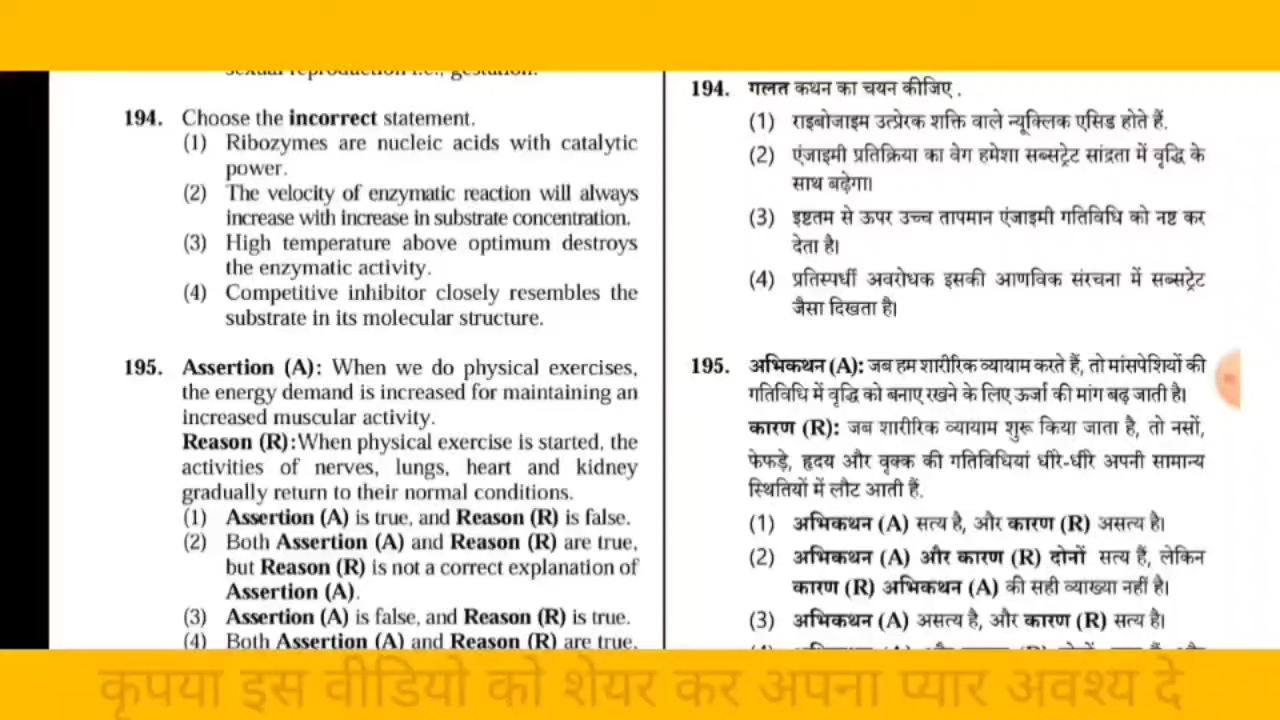 sexual reproduction i.e., gestation.
194. Choose the incorrect statement.
(1) Ribozymes are nucleic acids with catalytic
power.
(2) The velocity of enzymatic reaction will always
increase with increase in substrate concentration.
(3) High temperature above optimum destroys
the enzymatic activity.
(4) Competitive inhibitor closely resembles the
substrate in its molecular structure.
195. Assertion (A): When we do physical exercises,
the energy demand is increased for maintaining an
increased muscular activity.
Reason (R):When physical exercise is started, the
activities of nerves, lungs, heart and kidney
gradually return to their normal conditions.
(1) Assertion (A) is true, and Reason (R) is false.
(2) Both Assertion (A) and Reason (R) are true,
but Reason (R) is not a correct explanation of
Assertion (A).
(3) Assertion (A) is false, and Reason (R) is true.
(4) Both Assertion (A) and Reason (R) are true,
194. गलत कथन का चयन कीजिए .
(1) राइबोजाइम उत्प्रेरक शक्ति वाले न्यूक्लिक एसिड होते हैं.
(2) एंजाइमी प्रतिक्रिया का वेग हमेशा सब्सट्रेट सांद्रता में वृद्धि के
साथ बढ़ेगा।
(3) इष्टतम से ऊपर उच्च तापमान एंजाइमी गतिविधि को नष्ट कर
देता है।
(4) प्रतिस्पर्धी अवरोधक इसकी आणविक संरचना में सब्सट्रेट
जैसा दिखता है।
195. अभिकथन (A): जब हम शारीरिक व्यायाम करते हैं, तो मांसपेशियों की
गतिविधि में वृद्धि को बनाए रखने के लिए ऊर्जा की मांग बढ़ जाती है।
कारण (R): जब शारीरिक व्यायाम शुरू किया जाता है, तो नसों,
फेफड़े, हृदय और वृक्क की गतिविधियां धीरे-धीरे अपनी सामान्य
स्थितियों में लौट आती हैं.
(1) अभिकथन (A) सत्य है, और कारण (R) असत्य है।
(2) अभिकथन (A) और कारण (R) दोनों सत्य हैं, लेकिन
कारण (R) अभिकथन (A) की सही व्याख्या नहीं है।
(3) अभिकथन (A) असत्य है, और कारण (R) सत्य है।
कृपया इस वीडियो को शेयर कर अपना प्यार अवश्य दे